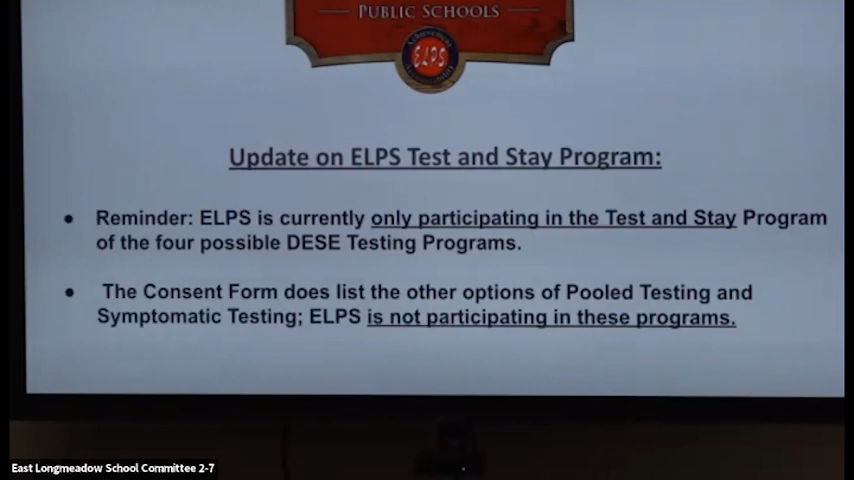 PUBLIC SCHOOLS
ELPS
Update on ELPS Test and Stay Program:
● Reminder: ELPS is currently only participating in the Test and Stay Program
of the four possible DESE Testing Programs.
● The Consent Form does list the other options of Pooled Testing and
Symptomatic Testing; ELPS is not participating in these programs.
East Longmeadow School Committee 2-7